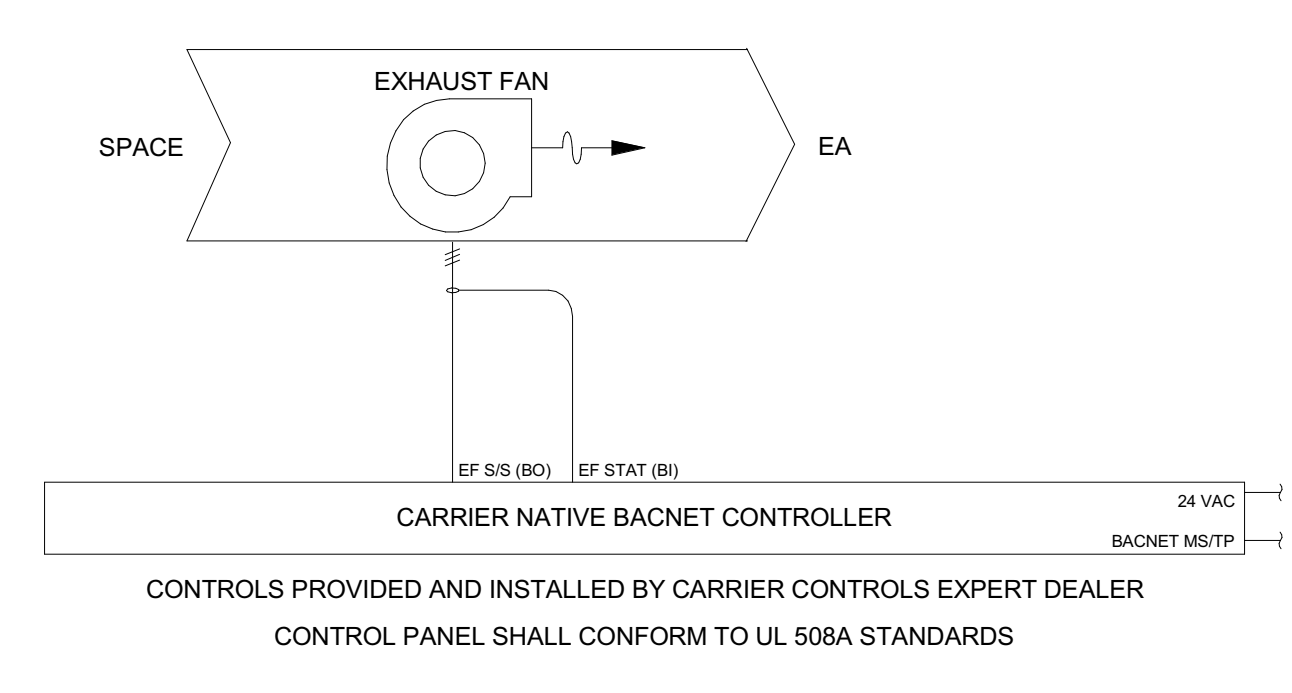 EXHAUST FAN
SPACE
EA
EF S/S (BO)
EF STAT (BI)
24 VAC
CARRIER NATIVE BACNET CONTROLLER
BACNET MS/TP
CONTROLS PROVIDED AND INSTALLED BY CARRIER CONTROLS EXPERT DEALER
CONTROL PANEL SHALL CONFORM TO UL 508A STANDARDS